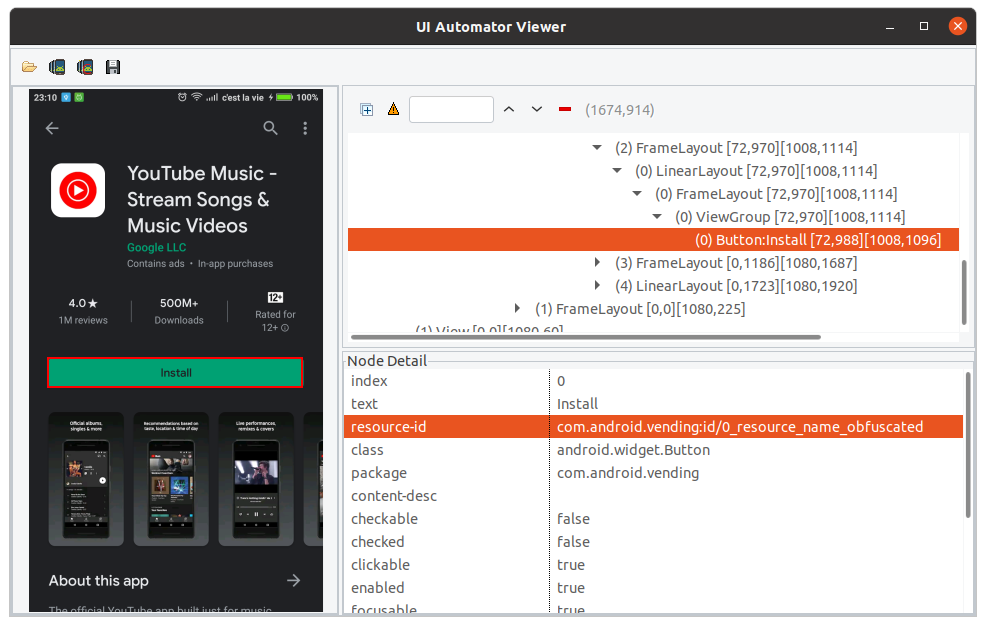 UI Automator Viewer
23:10
c'est la vie
100%
YouTube Music -
Stream Songs &
Music Videos
Google LLC
Contains ads • In-app purchases
4.0★
1M reviews
500M+
Downloads
12+
Rated for
12+
Install
Official albums,
singles & more
Recommendations based on
taste, location & time of day
Live performances,
remixes & covers
About this app
The official YouTube app built just for music
(1674,914)
(2) FrameLayout [72,970][1008,1114]
(0) LinearLayout [72,970][1008,1114]
(0) FrameLayout [72,970][1008,1114]
(0) ViewGroup [72,970][1008,1114]
(0) Button:Install [72,988][1008,1096]
(3) FrameLayout [0,1186][1080,1687]
(4) LinearLayout [0,1723][1080,1920]
(1) FrameLayout [0,0][1080,225]
(1) View [0,0][1080,60]
Node Detail
index 0
text Install
resource-id com.android.vending:id/0_resource_name_obfuscated
class android.widget.Button
package com.android.vending
content-desc
checkable false
checked false
clickable true
enabled true
focusable true